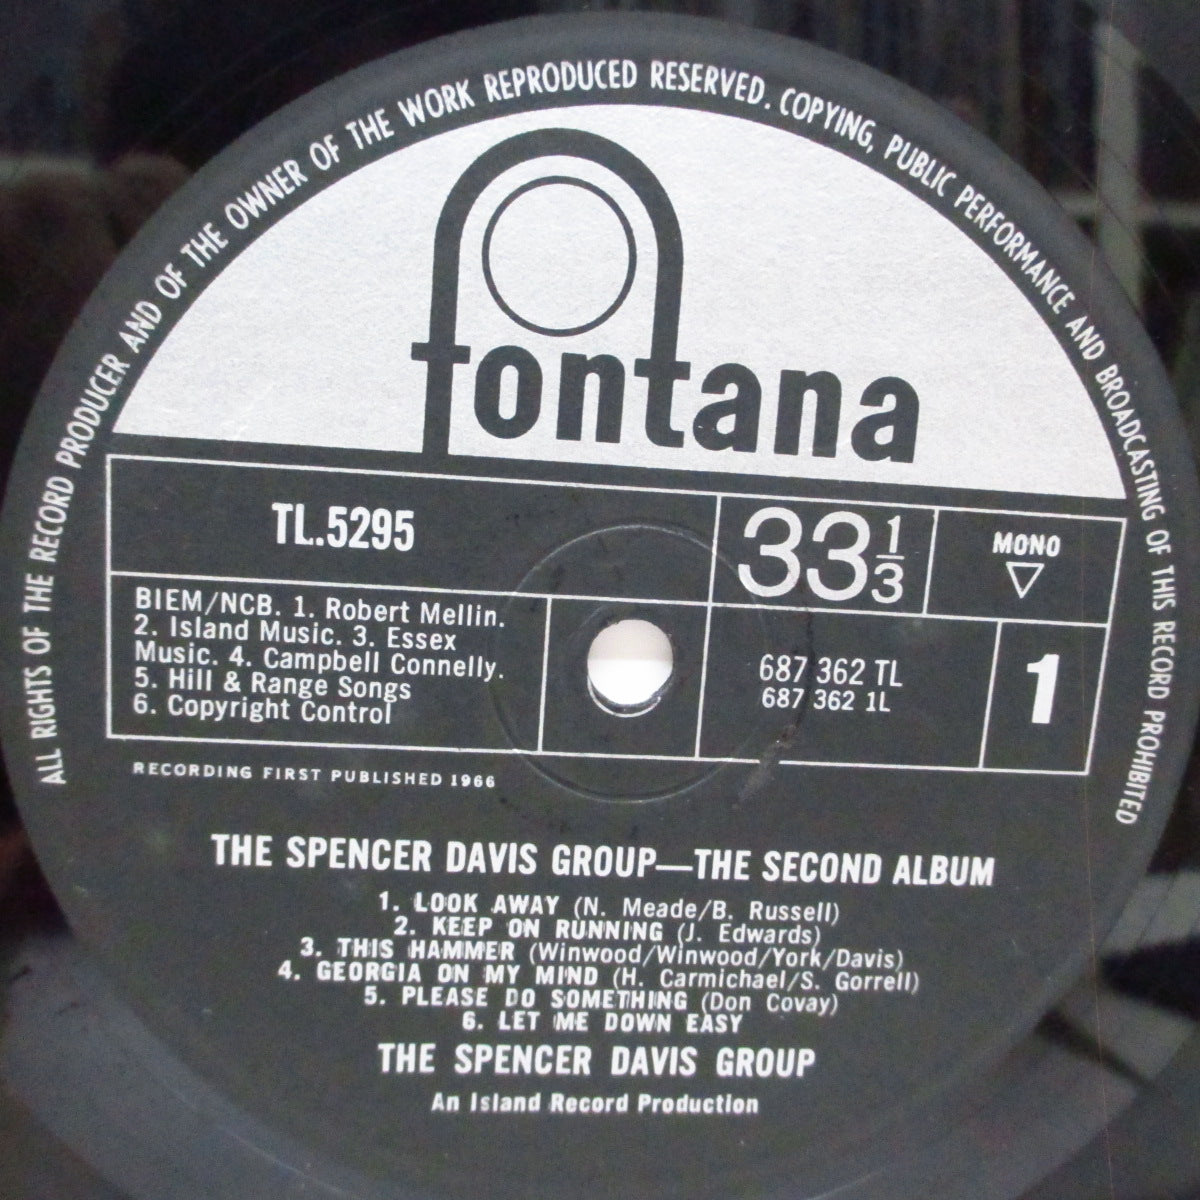 ALL RIGHTS OF THE RECORD PRODUCER AND OF THE OWNER OF THE WORK REPRODUCED RESERVED. COPYING, PUBLIC PERFORMANCE AND BROADCASTING OF THIS RECORD PROHIBITED
fontana
TL.5295
33 1/3
MONO
BIEM/NCB. 1. Robert Mellin.
2. Island Music. 3. Essex
Music. 4. Campbell Connelly.
5. Hill & Range Songs
6. Copyright Control
687 362 TL
687 362 1L
1
RECORDING FIRST PUBLISHED 1966
THE SPENCER DAVIS GROUP—THE SECOND ALBUM
1. LOOK AWAY (N. Meade/B. Russell)
2. KEEP ON RUNNING (J. Edwards)
3. THIS HAMMER (Winwood/Winwood/York/Davis)
4. GEORGIA ON MY MIND (H. Carmichael/S. Gorrell)
5. PLEASE DO SOMETHING (Don Covay)
6. LET ME DOWN EASY
THE SPENCER DAVIS GROUP
An Island Record Production